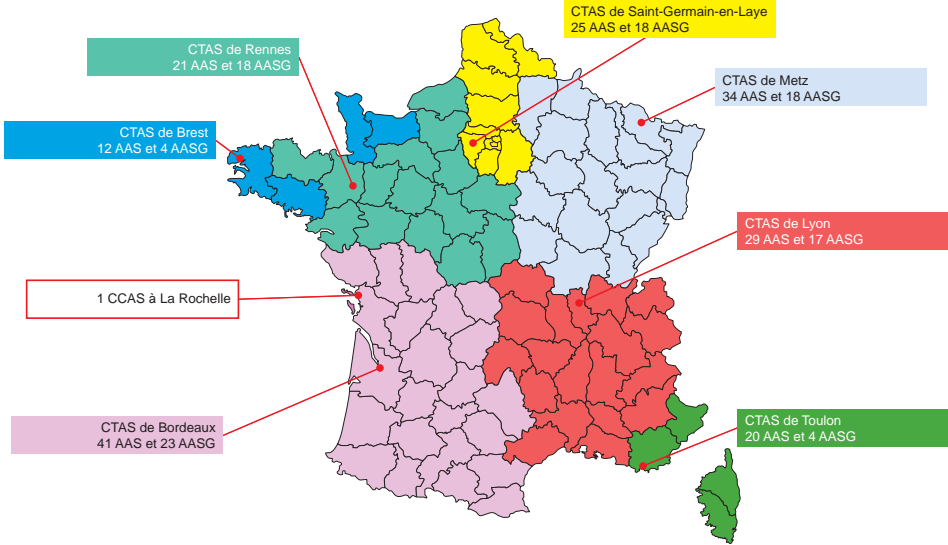 CTAS de Saint-Germain-en-Laye
25 AAS et 18 AASG
CTAS de Rennes
21 AAS et 18 AASG
CTAS de Metz
34 AAS et 18 AASG
CTAS de Brest
12 AAS et 4 AASG
CTAS de Lyon
29 AAS et 17 AASG
1 CCAS à La Rochelle
CTAS de Bordeaux
41 AAS et 23 AASG
CTAS de Toulon
20 AAS et 4 AASG